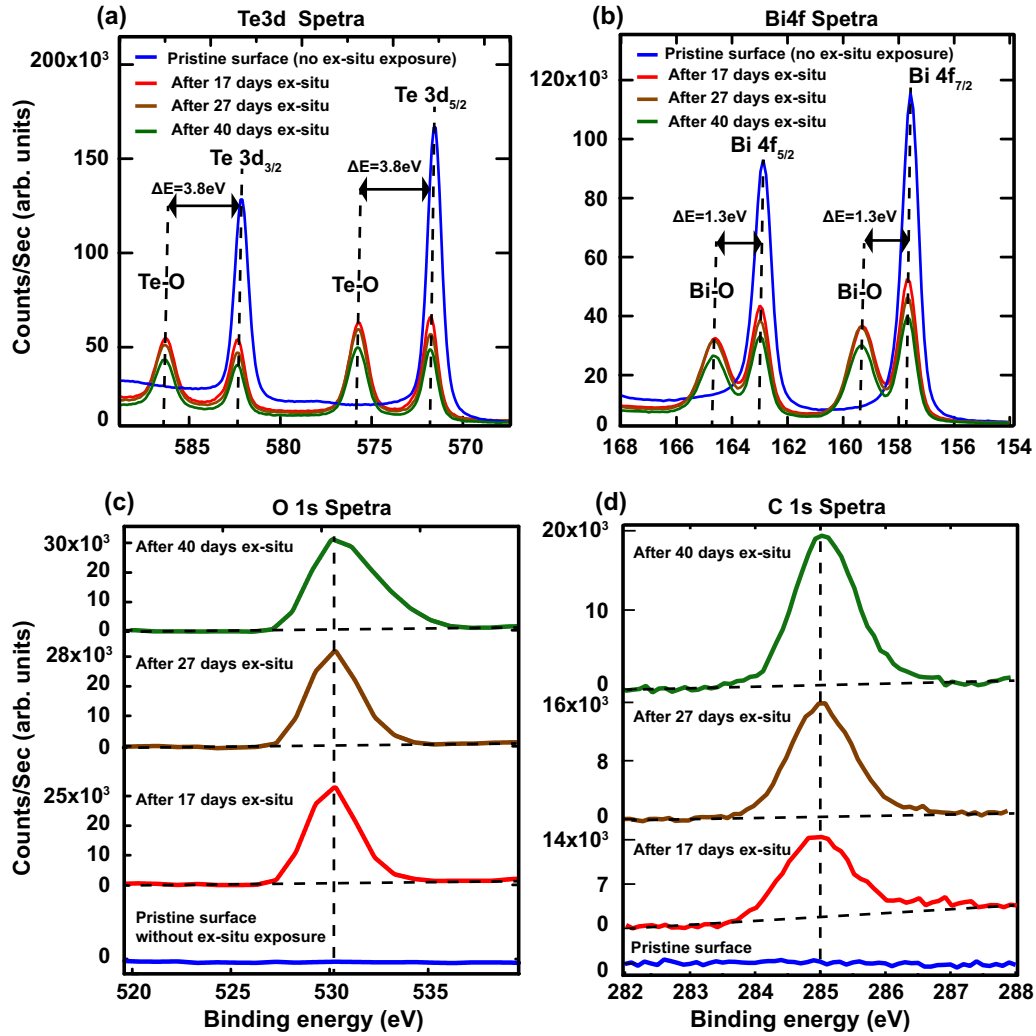 (a)
Te3d Spetra
Pristine surface (no ex-situ exposure)
After 17 days ex-situ
After 27 days ex-situ
After 40 days ex-situ
Te 3d5/2
Te 3d3/2
ΔE=3.8eV
ΔE=3.8eV
Te-O
Te-O
200x10³
150
100
50
0
585
580
575
570
Counts/Sec (arb. units)
(b)
Bi4f Spetra
Pristine surface (no ex-situ exposure)
After 17 days ex-situ
After 27 days ex-situ
After 40 days ex-situ
Bi 4f7/2
Bi 4f5/2
ΔE=1.3eV
ΔE=1.3eV
Bi-O
Bi-O
120x10³
100
80
60
40
20
0
168
166
164
162
160
158
156
154
(c)
O 1s Spetra
30x10³
After 40 days ex-situ
20
10
0
28x10³
After 27 days ex-situ
20
10
0
25x10³
After 17 days ex-situ
20
10
0
Pristine surface
without ex-situ exposure
0
520
525
530
535
Binding energy (eV)
Counts/Sec (arb. units)
(d)
C 1s Spetra
20x10³
After 40 days ex-situ
10
0
16x10³
After 27 days ex-situ
8
0
14x10³
After 17 days ex-situ
7
0
Pristine surface
0
282
283
284
285
286
287
288
Binding energy (eV)